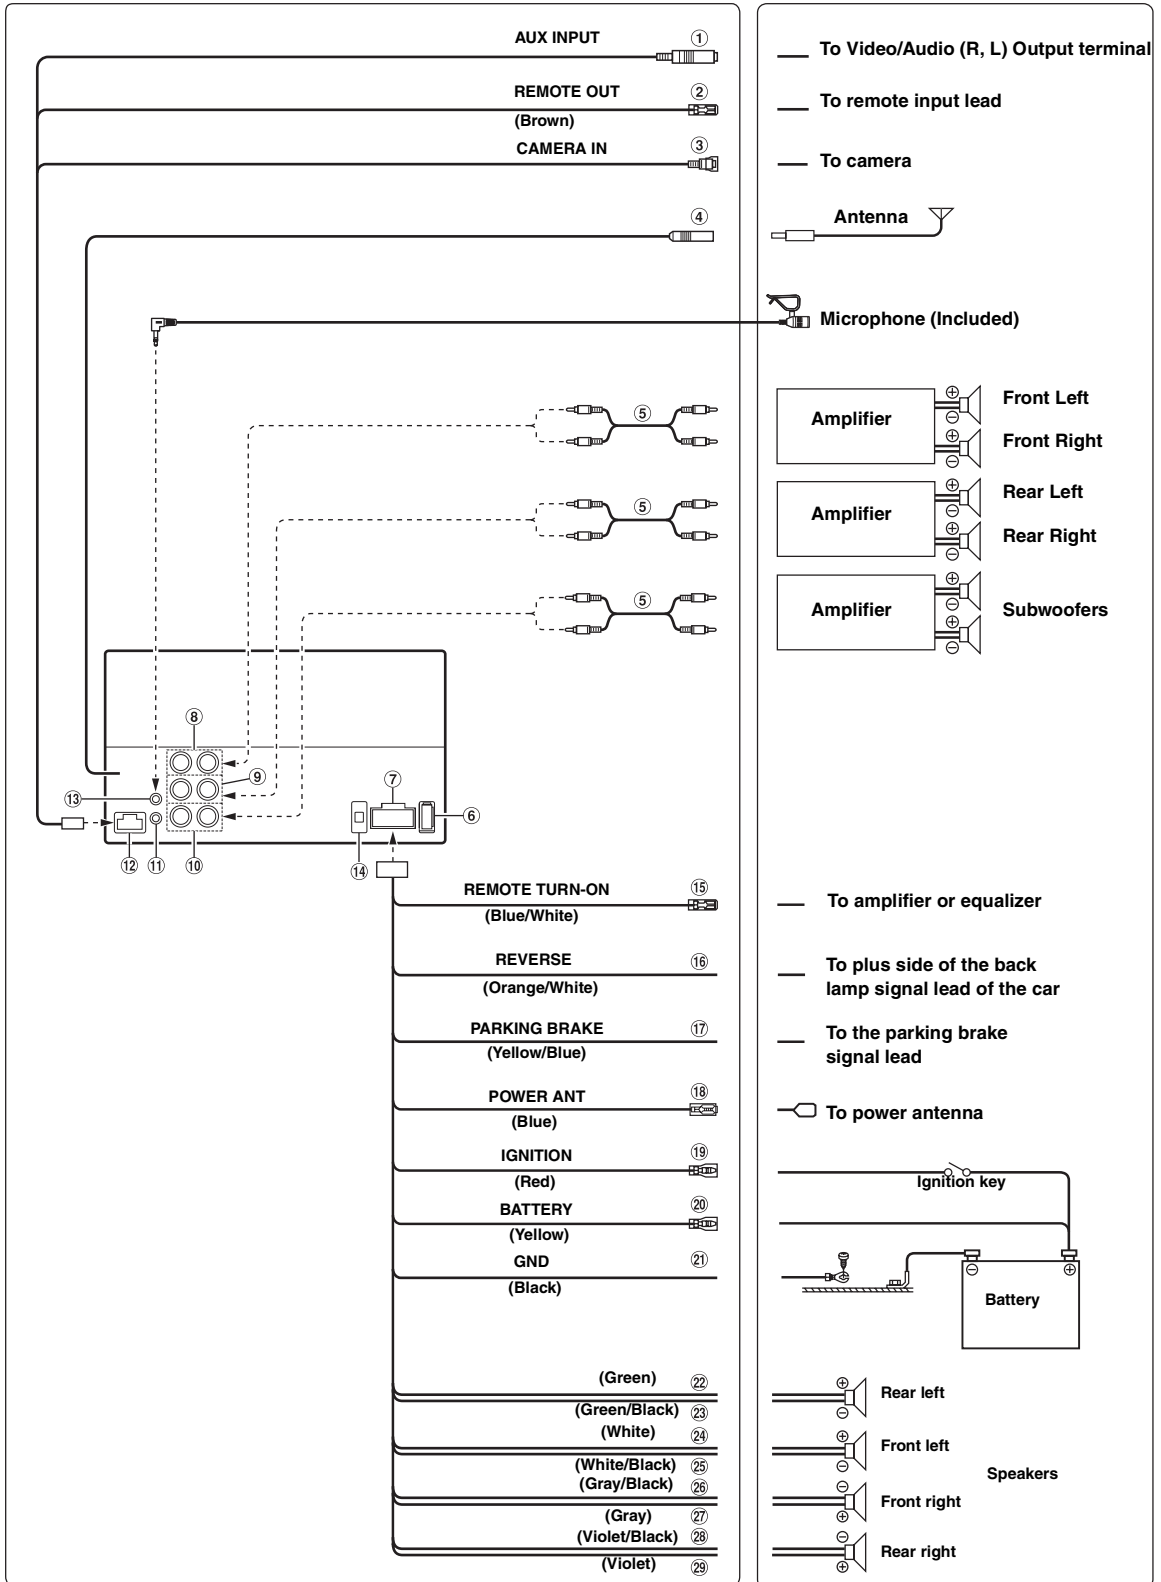 AUX INPUT ① To Video/Audio (R, L) Output terminal
REMOTE OUT ② To remote input lead
(Brown)
CAMERA IN ③ To camera
④ Antenna
Microphone (Included)
⑤ Amplifier ⊕ ⊖ Front Left
⊕ ⊖ Front Right
⑤ Amplifier ⊕ ⊖ Rear Left
⊕ ⊖ Rear Right
⑤ Amplifier ⊕ ⊖ Subwoofers
⊕ ⊖
⑧
⑨ ⑦
⑬ ⑥
⑫ ⑪ ⑩ ⑭
REMOTE TURN-ON ⑮ To amplifier or equalizer
(Blue/White)
REVERSE ⑯ To plus side of the back
(Orange/White) lamp signal lead of the car
PARKING BRAKE ⑰ To the parking brake
(Yellow/Blue) signal lead
POWER ANT ⑱ To power antenna
(Blue)
IGNITION ⑲
(Red) Ignition key
BATTERY ⑳
(Yellow)
GND ㉑ ⊖ ⊕
(Black) Battery
(Green) ㉒ ⊕ Rear left
(Green/Black) ㉓ ⊖
(White) ㉔ ⊕ Front left
(White/Black) ㉕ ⊖ Speakers
(Gray/Black) ㉖ ⊖ Front right
(Gray) ㉗ ⊕
(Violet/Black) ㉘ ⊖ Rear right
(Violet) ㉙ ⊕